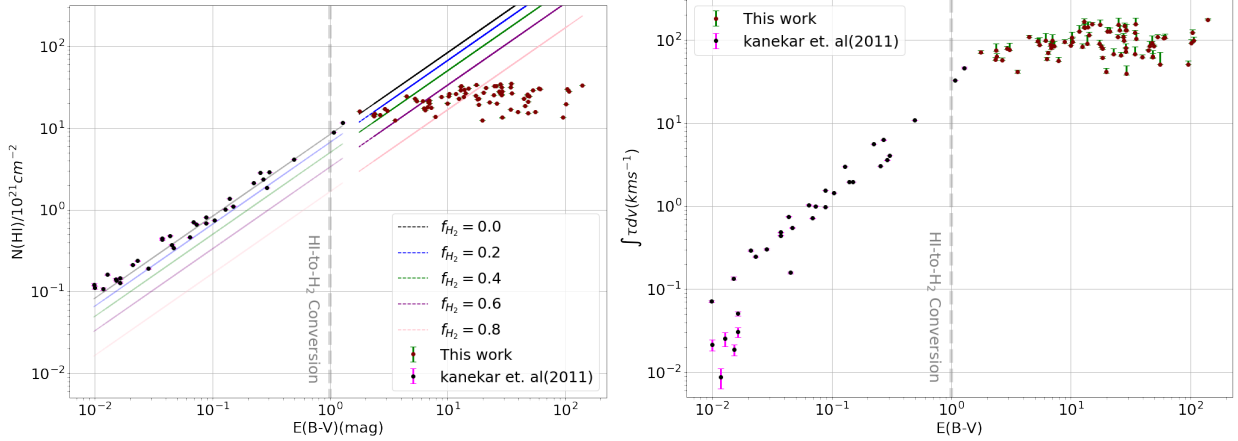 N(HI)/10²¹cm⁻²
10²
10¹
10⁰
10⁻¹
10⁻²
HI-to-H₂ Conversion
f_H₂ = 0.0
f_H₂ = 0.2
f_H₂ = 0.4
f_H₂ = 0.6
f_H₂ = 0.8
This work
kanekar et. al(2011)
10⁻² 10⁻¹ 10⁰ 10¹ 10²
E(B-V)(mag)
This work
kanekar et. al(2011)
∫τdv(kms⁻¹)
10²
10¹
10⁰
10⁻¹
10⁻²
HI-to-H₂ Conversion
10⁻² 10⁻¹ 10⁰ 10¹ 10²
E(B-V)